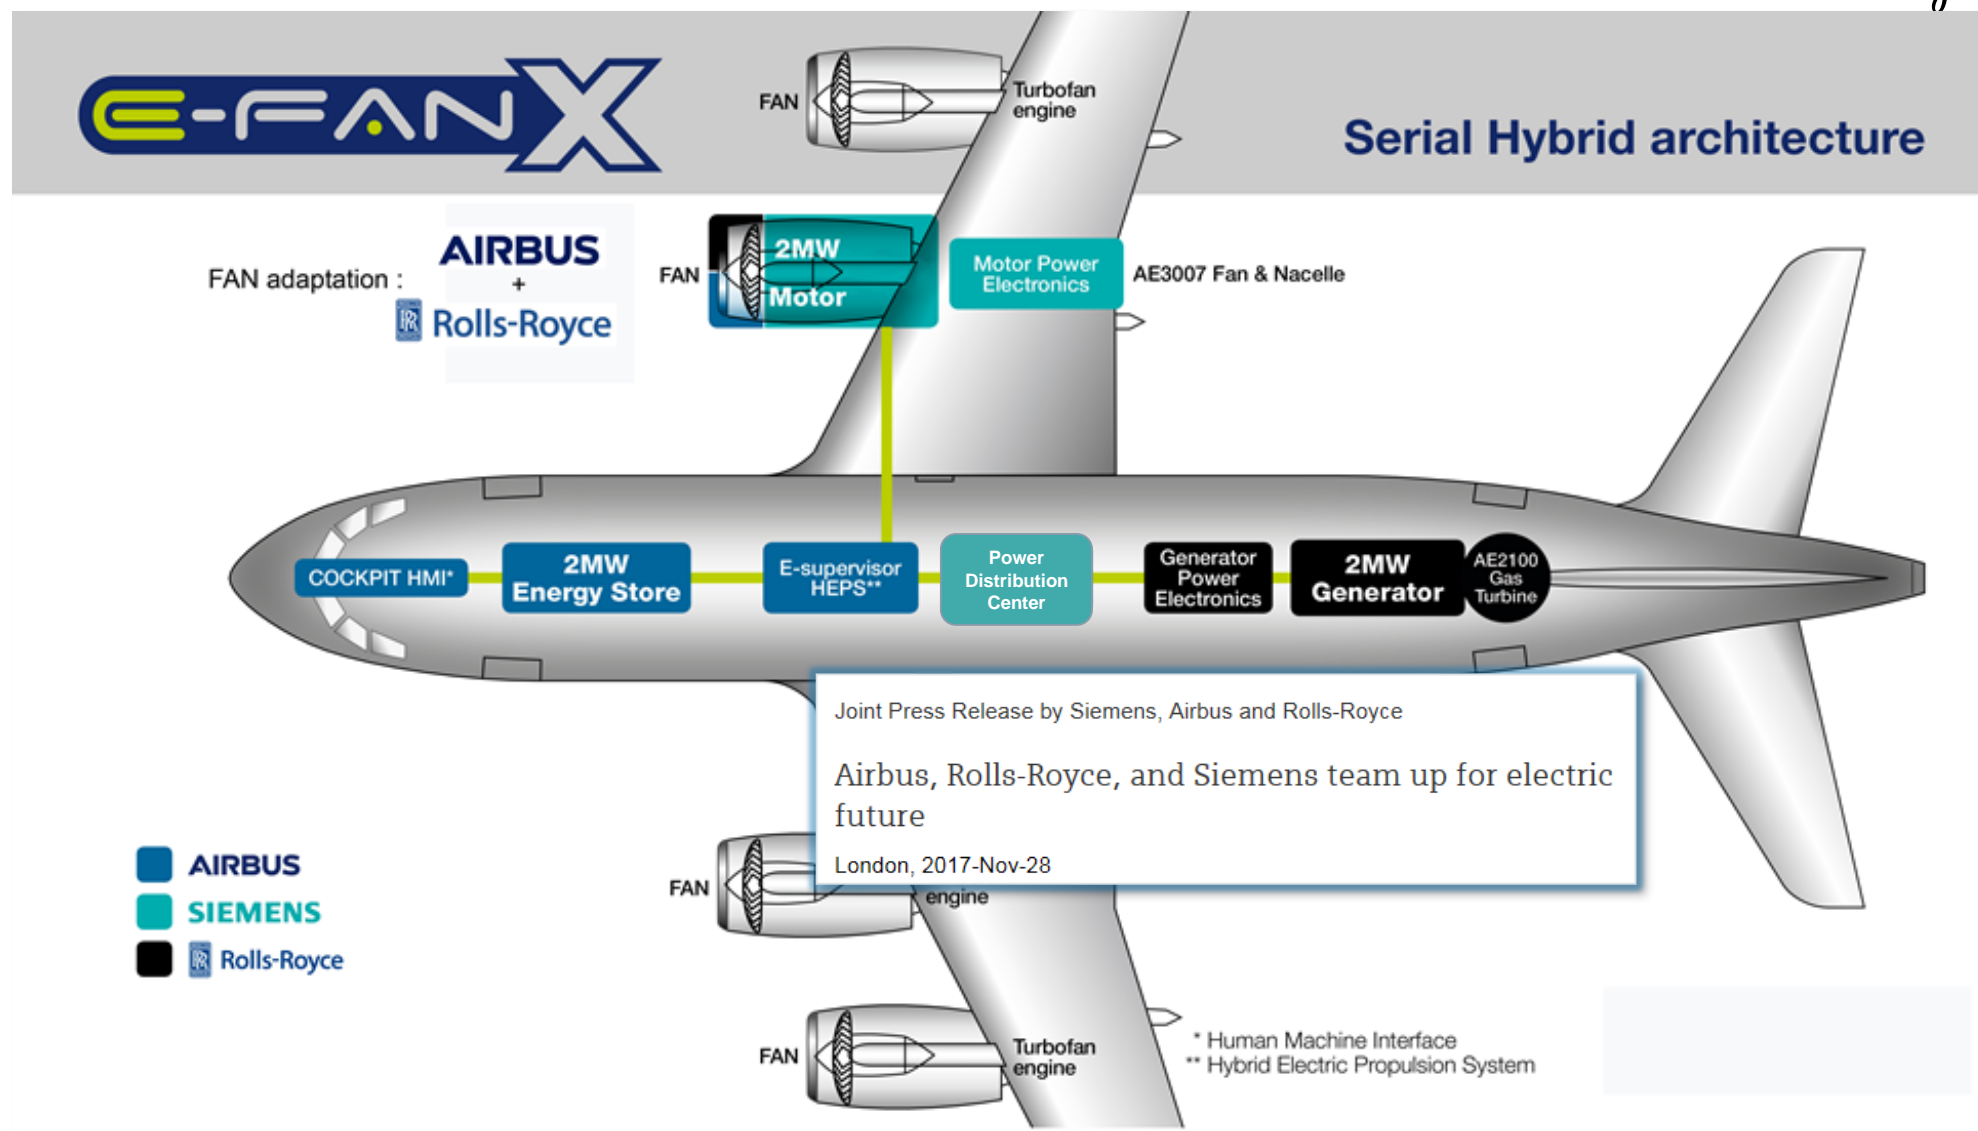 E-FAN X
Serial Hybrid architecture
FAN
Turbofan
engine
FAN adaptation :
AIRBUS
+
Rolls-Royce
FAN
2MW
Motor
Motor Power
Electronics
AE3007 Fan & Nacelle
COCKPIT HMI*
2MW
Energy Store
E-supervisor
HEPS**
Power
Distribution
Center
Generator
Power
Electronics
2MW
Generator
AE2100
Gas
Turbine
Joint Press Release by Siemens, Airbus and Rolls-Royce
Airbus, Rolls-Royce, and Siemens team up for electric
future
London, 2017-Nov-28
FAN
engine
AIRBUS
SIEMENS
Rolls-Royce
FAN
Turbofan
engine
* Human Machine Interface
** Hybrid Electric Propulsion System